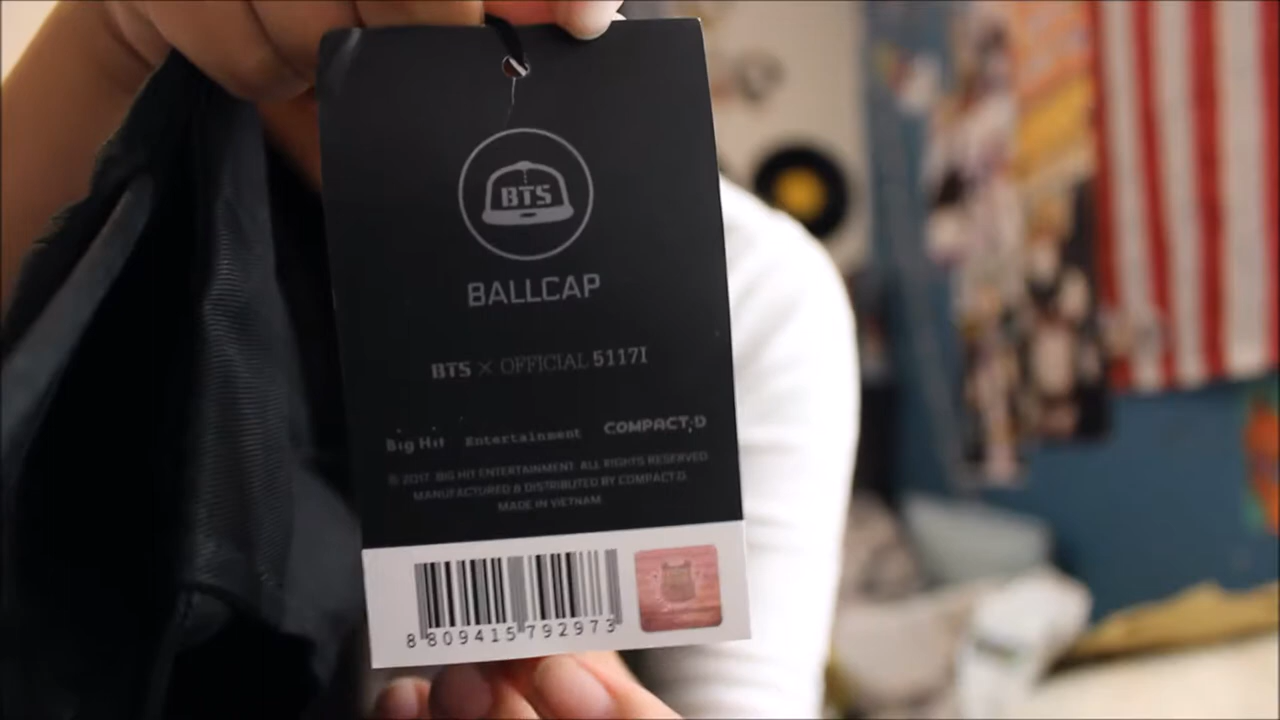 BTS
BALLCAP
BTS × OFFICIAL 5117I
Big Hit Entertainment COMPACT:D
© 2017. BIG HIT ENTERTAINMENT. ALL RIGHTS RESERVED
MANUFACTURED & DISTRIBUTED BY COMPACT:D.
MADE IN VIETNAM
8 809415 792973